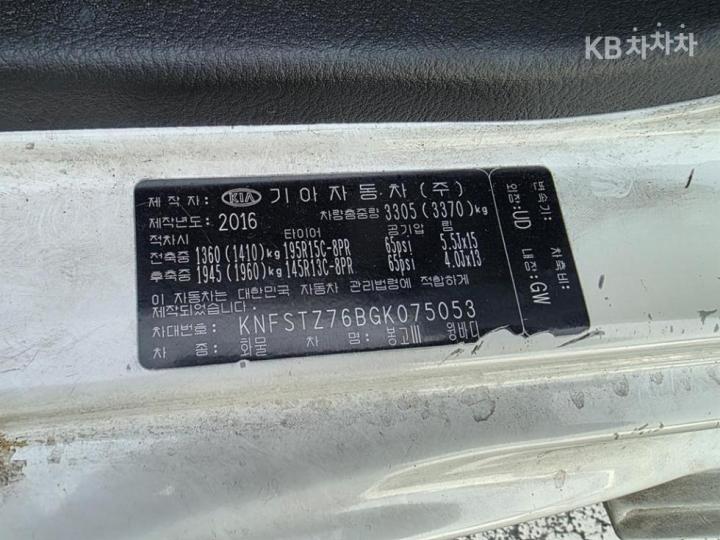 KB차차차
제 작 자: KIA 기아자동차(주)
제작년도: 2016 차량총중량 3305(3370)kg
적차시 타이어 공기압 림
전축중 1360(1410)kg 195R15C-8PR 65psi 5.5Jx15
후축중 1945(1960)kg 145R13C-8PR 65psi 4.0Jx13
이 자동차는 대한민국 자동차 관리법령에 적합하게
제작되었습니다.
차대번호: KNFSTZ76BGK075053
차 종: 화물 차 명: 봉고III 윙바디
변속기: 축비:
외장: UD 내장: GW